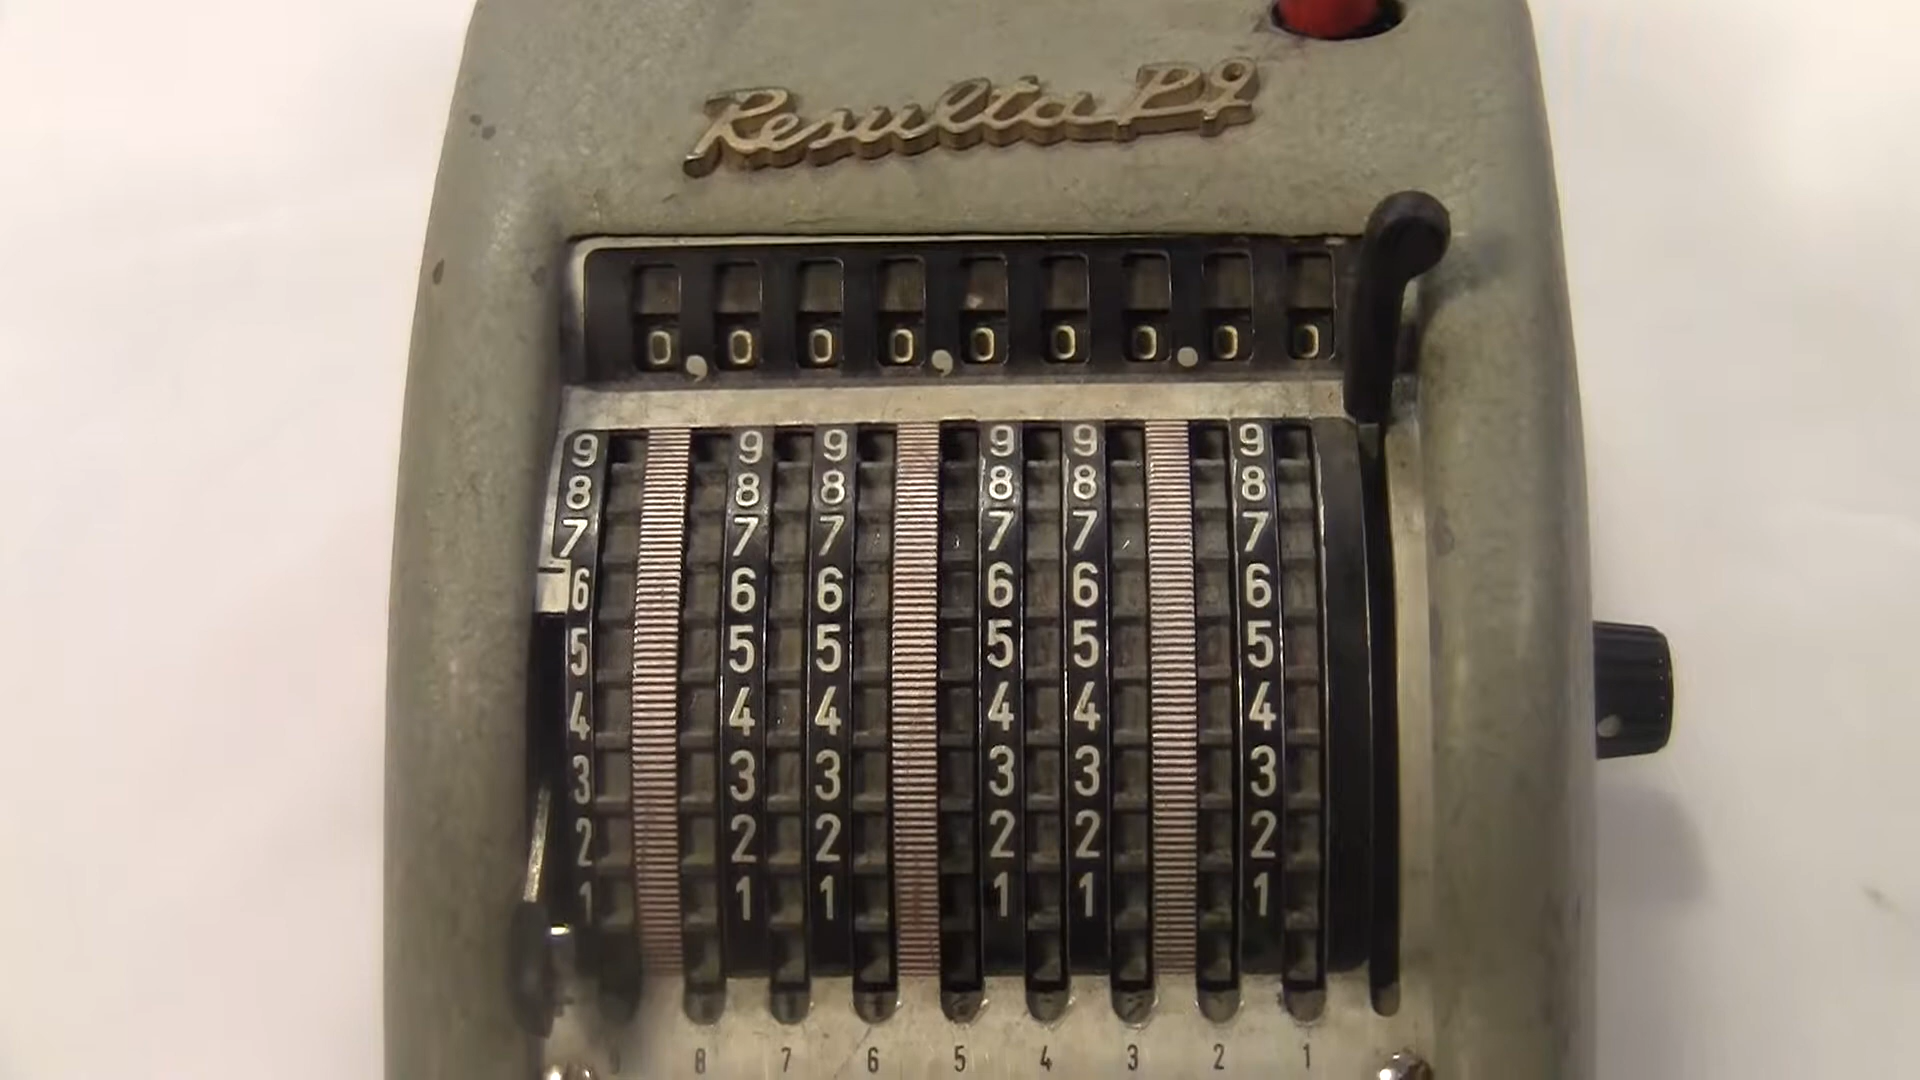 Resulta P9
0,000,000.00
9 9 9 9 9 9
8 8 8 8 8 8
7 7 7 7 7 7
6 6 6 6 6 6
5 5 5 5 5 5
4 4 4 4 4 4
3 3 3 3 3 3
2 2 2 2 2 2
1 1 1 1 1 1
9 8 7 6 5 4 3 2 1